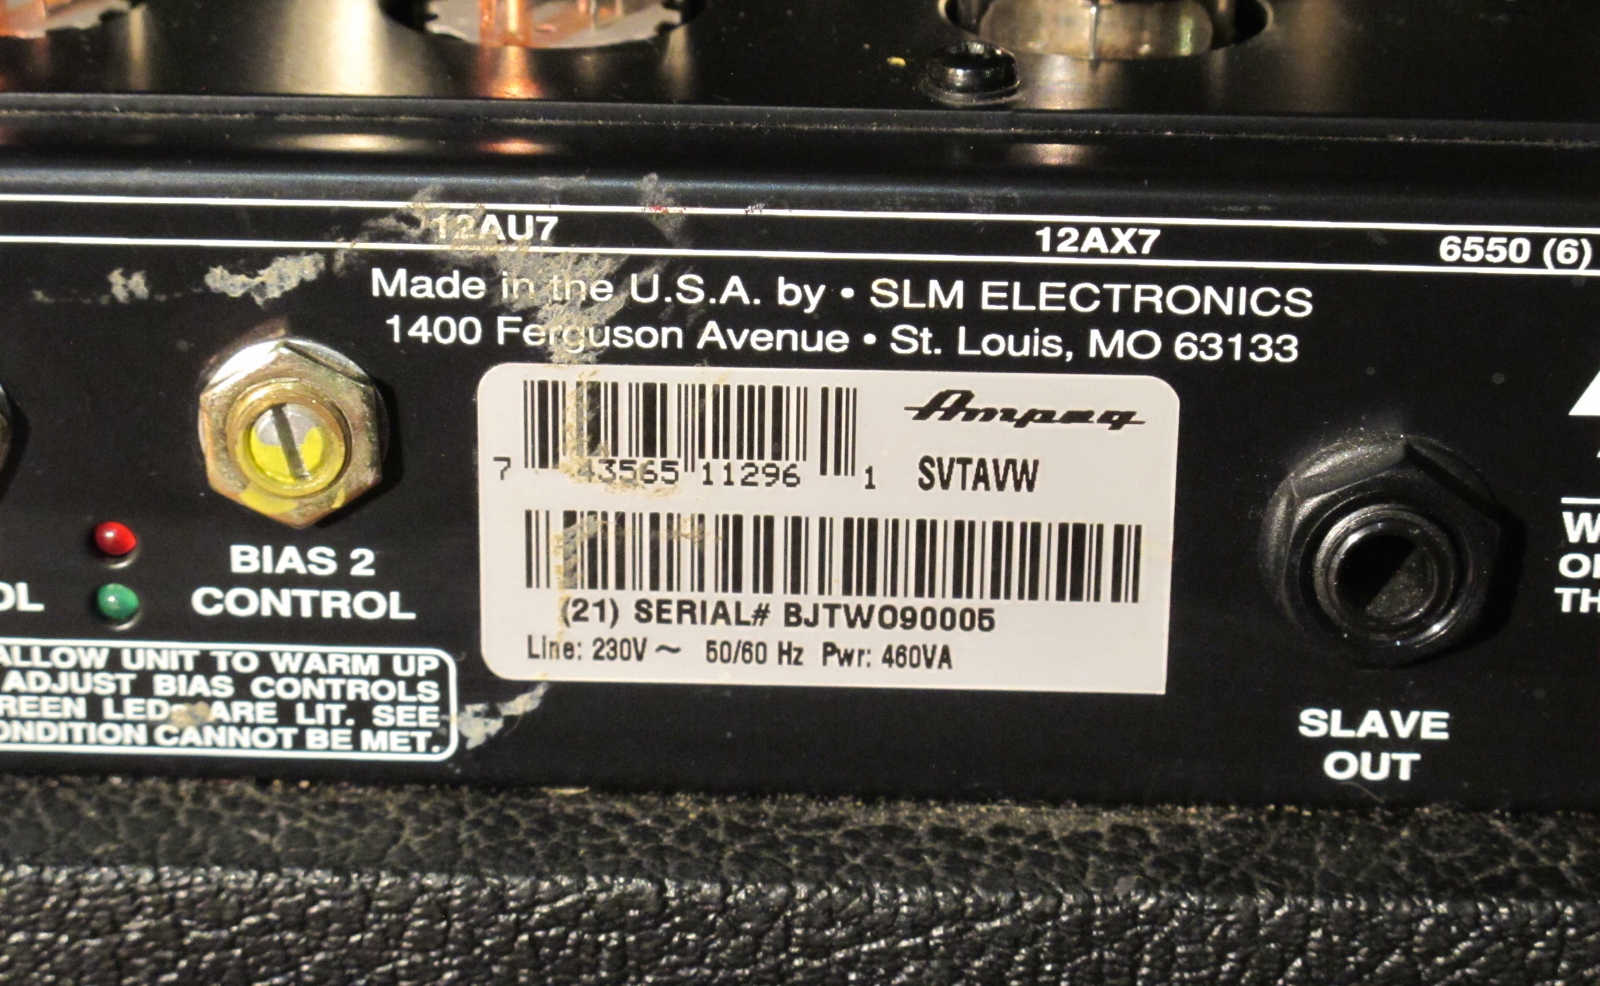 12AU7
12AX7
6550 (6)
Made in the U.S.A. by • SLM ELECTRONICS
1400 Ferguson Avenue • St. Louis, MO 63133
Ampeg
7 43565 11296 1
SVTAVW
(21) SERIAL# BJTWO90005
Line: 230V ~ 50/60 Hz Pwr: 460VA
BIAS 2
CONTROL
ALLOW UNIT TO WARM UP
ADJUST BIAS CONTROLS
LEDs ARE LIT. SEE
CANNOT BE MET.
SLAVE
OUT